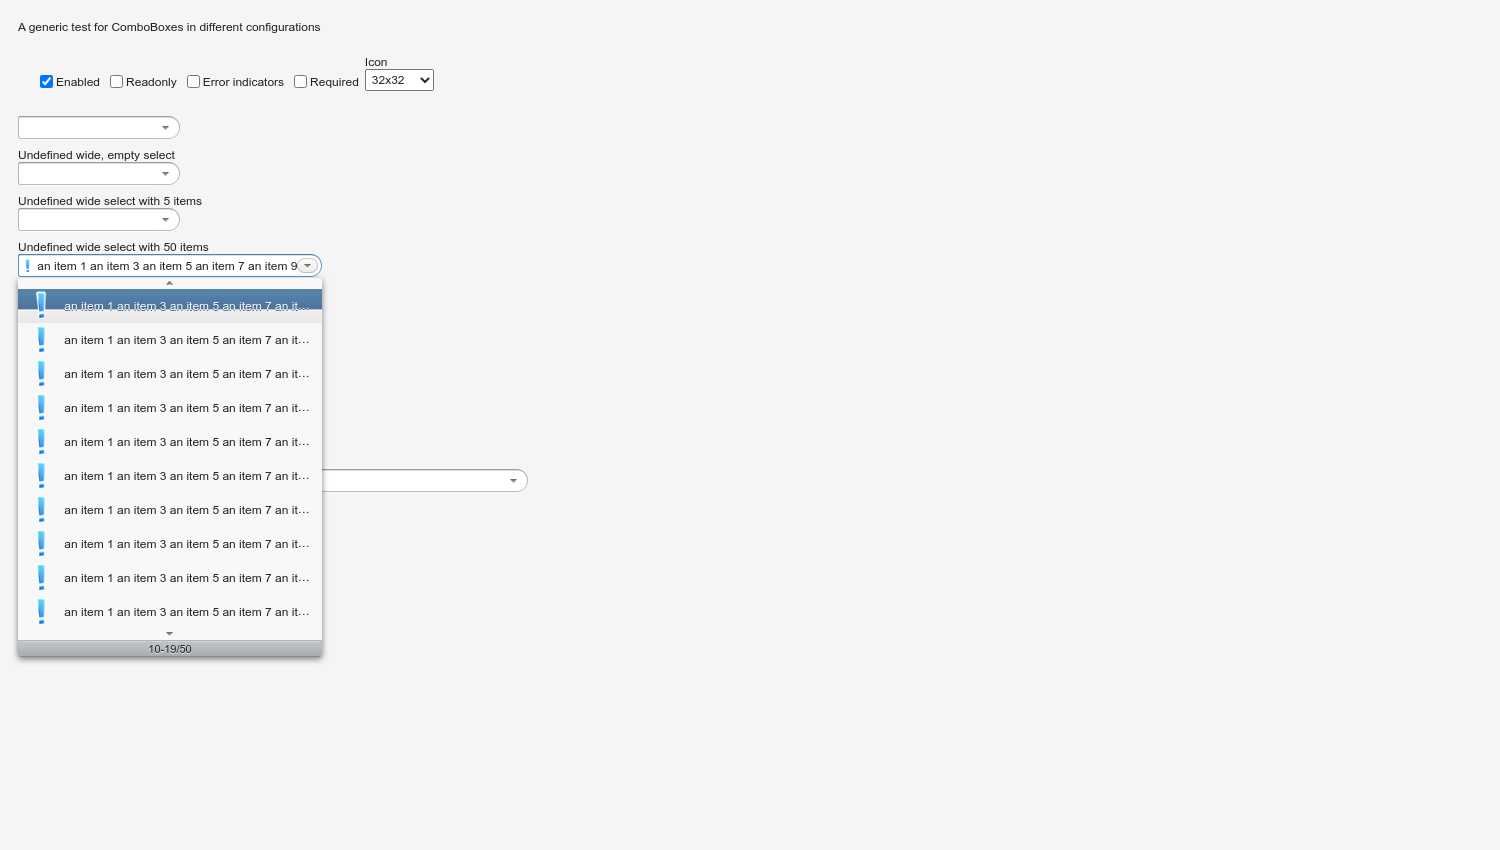 A generic test for ComboBoxes in different configurations
Icon
Enabled Readonly Error indicators Required 32x32
Undefined wide, empty select
Undefined wide select with 5 items
Undefined wide select with 50 items
an item 1 an item 3 an item 5 an item 7 an item 9
an item 1 an item 3 an item 5 an item 7 an it…
an item 1 an item 3 an item 5 an item 7 an it…
an item 1 an item 3 an item 5 an item 7 an it…
an item 1 an item 3 an item 5 an item 7 an it…
an item 1 an item 3 an item 5 an item 7 an it…
an item 1 an item 3 an item 5 an item 7 an it…
an item 1 an item 3 an item 5 an item 7 an it…
an item 1 an item 3 an item 5 an item 7 an it…
an item 1 an item 3 an item 5 an item 7 an it…
an item 1 an item 3 an item 5 an item 7 an it…
10-19/50